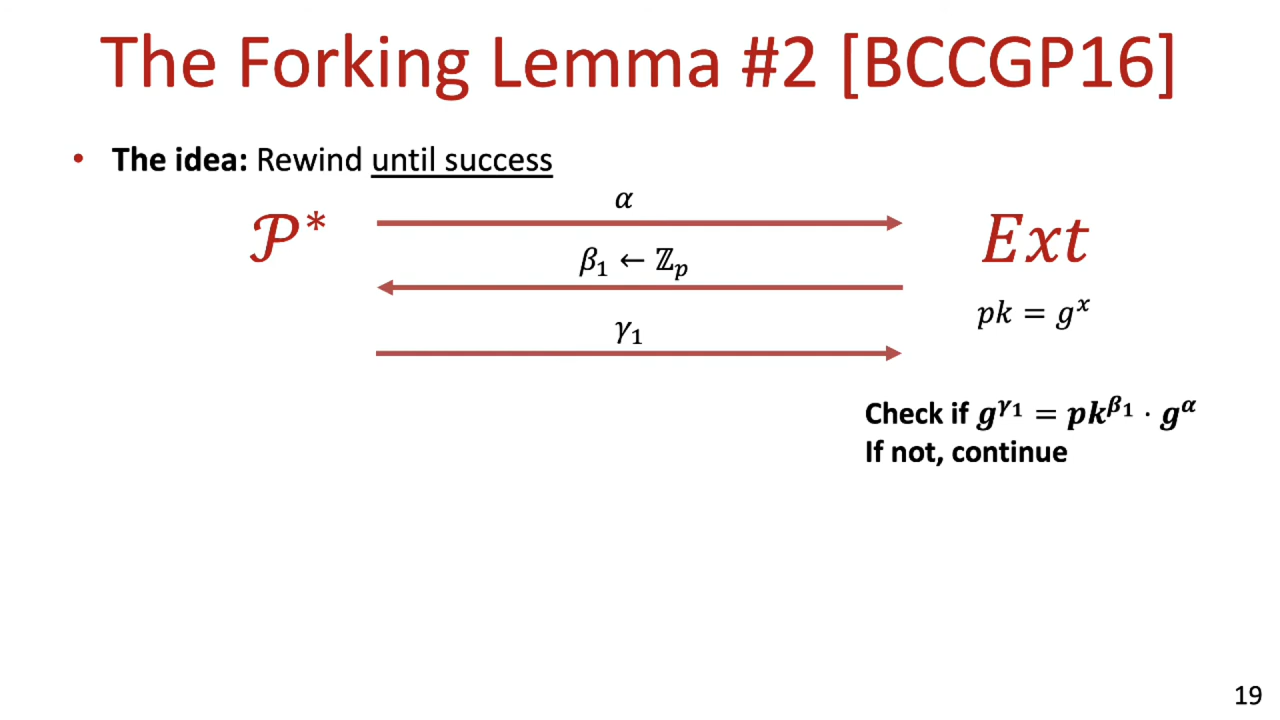 The Forking Lemma #2 [BCCGP16]
• The idea: Rewind until success
α
𝒫* Ext
β₁ ← ℤₚ
pk = gˣ
γ₁
Check if g^{γ₁} = pk^{β₁} · g^{α}
If not, continue
19